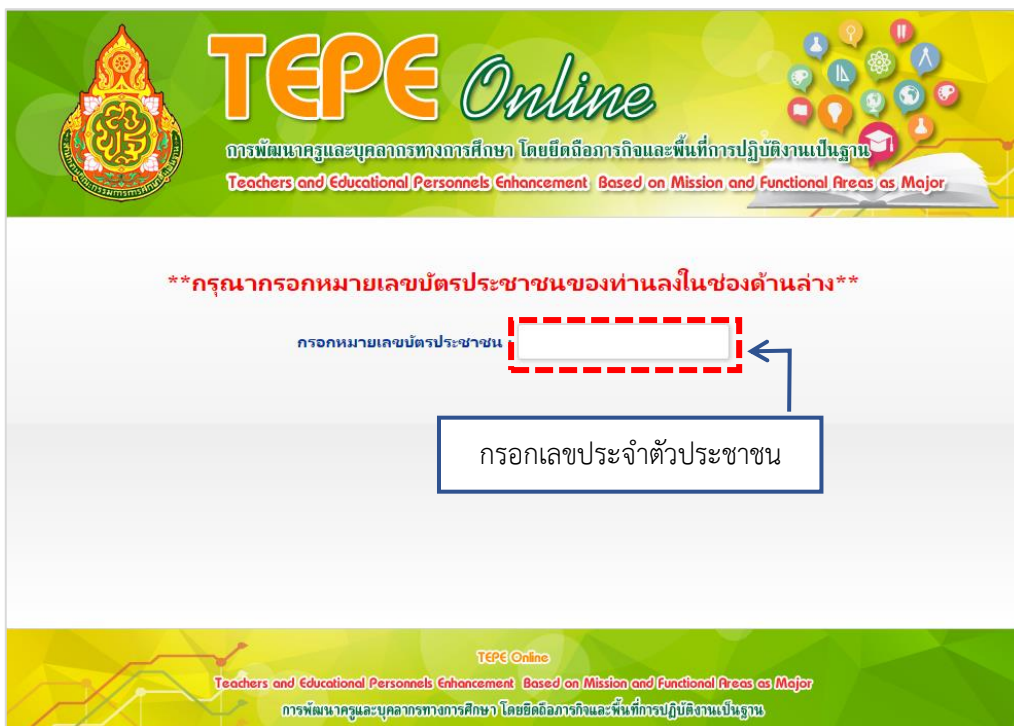 TEPE Online
การพัฒนาครูและบุคลากรทางการศึกษา โดยยึดถือภารกิจและพื้นที่การปฏิบัติงานเป็นฐาน
Teachers and Educational Personnels Enhancement Based on Mission and Functional Areas as Major
**กรุณากรอกหมายเลขบัตรประชาชนของท่านลงในช่องด้านล่าง**
กรอกหมายเลขบัตรประชาชน
กรอกเลขประจำตัวประชาชน
TEPE Online
Teachers and Educational Personnels Enhancement Based on Mission and Functional Areas as Major
การพัฒนาครูและบุคลากรทางการศึกษา โดยยึดถือภารกิจและพื้นที่การปฏิบัติงานเป็นฐาน